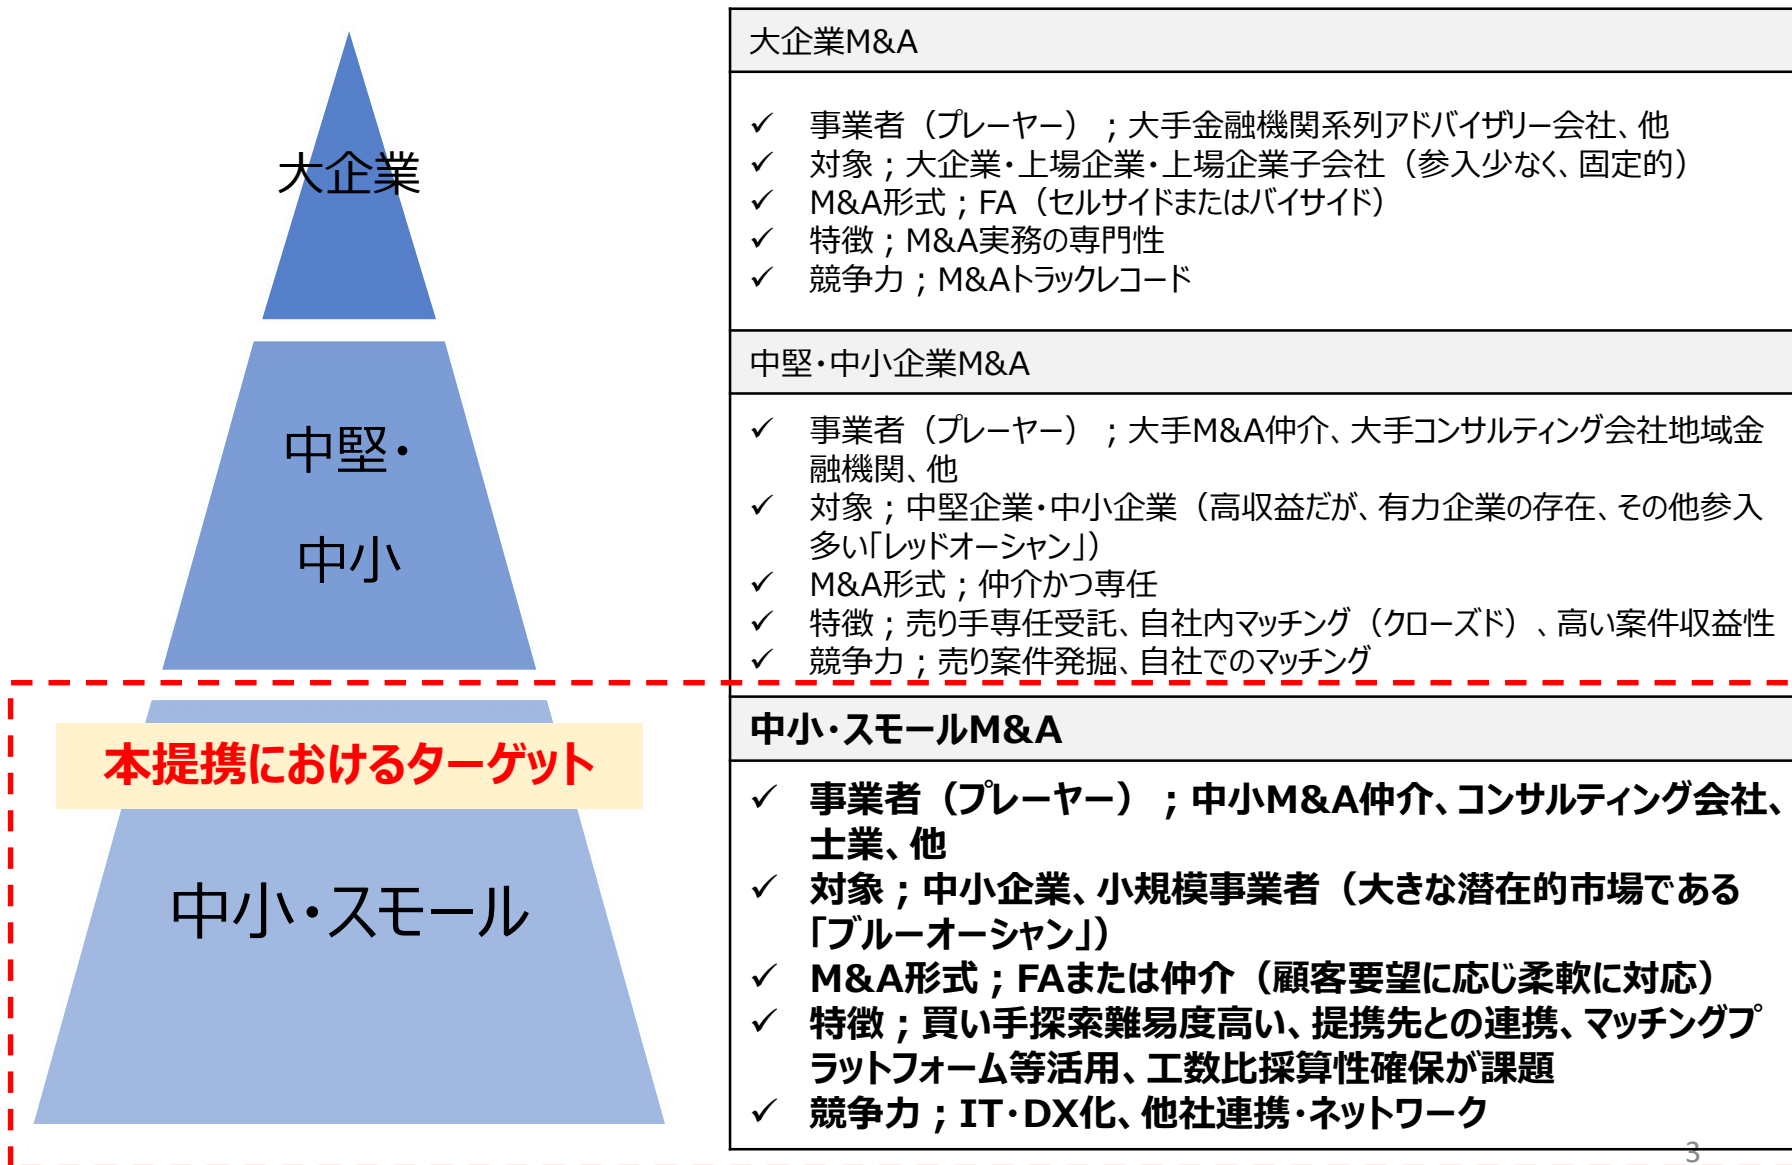 大企業
中堅・
中小
本提携におけるターゲット
中小・スモール
大企業M&A
✓ 事業者（プレーヤー）；大手金融機関系列アドバイザリー会社、他
✓ 対象；大企業・上場企業・上場企業子会社（参入少なく、固定的）
✓ M&A形式；FA（セルサイドまたはバイサイド）
✓ 特徴；M&A実務の専門性
✓ 競争力；M&Aトラックレコード
中堅・中小企業M&A
✓ 事業者（プレーヤー）；大手M&A仲介、大手コンサルティング会社地域金
融機関、他
✓ 対象；中堅企業・中小企業（高収益だが、有力企業の存在、その他参入
多い「レッドオーシャン」）
✓ M&A形式；仲介かつ専任
✓ 特徴；売り手専任受託、自社内マッチング（クローズド）、高い案件収益性
✓ 競争力；売り案件発掘、自社でのマッチング
中小・スモールM&A
✓ 事業者（プレーヤー）；中小M&A仲介、コンサルティング会社、
士業、他
✓ 対象；中小企業、小規模事業者（大きな潜在的市場である
「ブルーオーシャン」）
✓ M&A形式；FAまたは仲介（顧客要望に応じ柔軟に対応）
✓ 特徴；買い手探索難易度高い、提携先との連携、マッチングプ
ラットフォーム等活用、工数比採算性確保が課題
✓ 競争力；IT・DX化、他社連携・ネットワーク
3